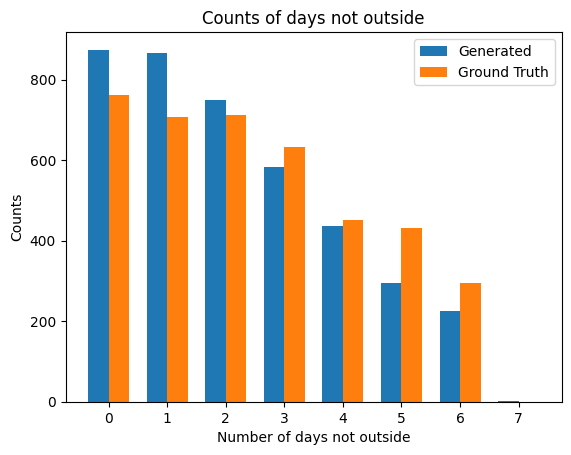 Counts of days not outside
Generated
Ground Truth
Counts
800
600
400
200
0
0 1 2 3 4 5 6 7
Number of days not outside